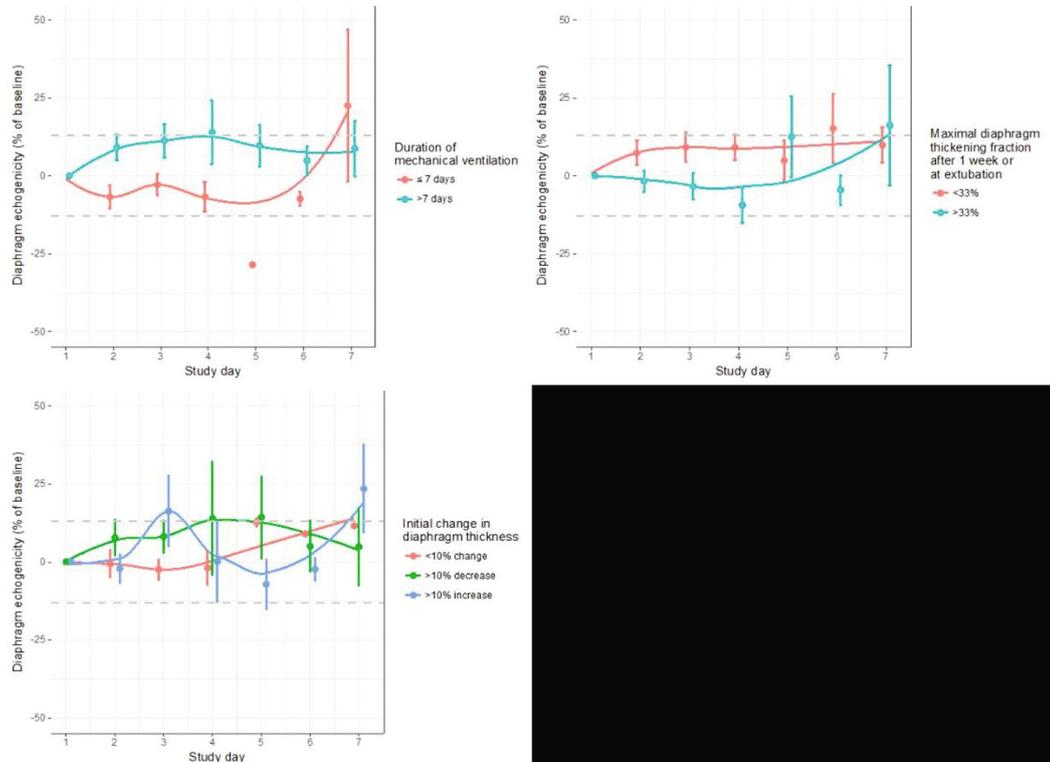 Diaphragm echogenicity (% of baseline)
50
25
0
-25
-50
1 2 3 4 5 6 7
Study day
Duration of
mechanical ventilation
≤ 7 days
>7 days
Diaphragm echogenicity (% of baseline)
50
25
0
-25
-50
1 2 3 4 5 6 7
Study day
Maximal diaphragm
thickening fraction
after 1 week or
at extubation
<33%
>33%
Diaphragm echogenicity (% of baseline)
50
25
0
-25
-50
1 2 3 4 5 6 7
Study day
Initial change in
diaphragm thickness
<10% change
>10% decrease
>10% increase